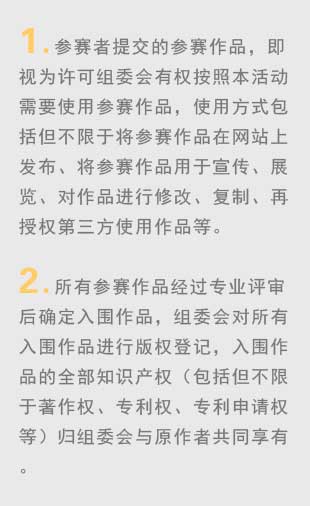 1.参赛者提交的参赛作品，即
视为许可组委会有权按照本活动
需要使用参赛作品，使用方式包
括但不限于将参赛作品在网站上
发布、将参赛作品用于宣传、展
览、对作品进行修改、复制、再
授权第三方使用作品等。
2.所有参赛作品经过专业评审
后确定入围作品，组委会对所有
入围作品进行版权登记，入围作
品的全部知识产权（包括但不限
于著作权、专利权、专利申请权
等）归组委会与原作者共同享有
。